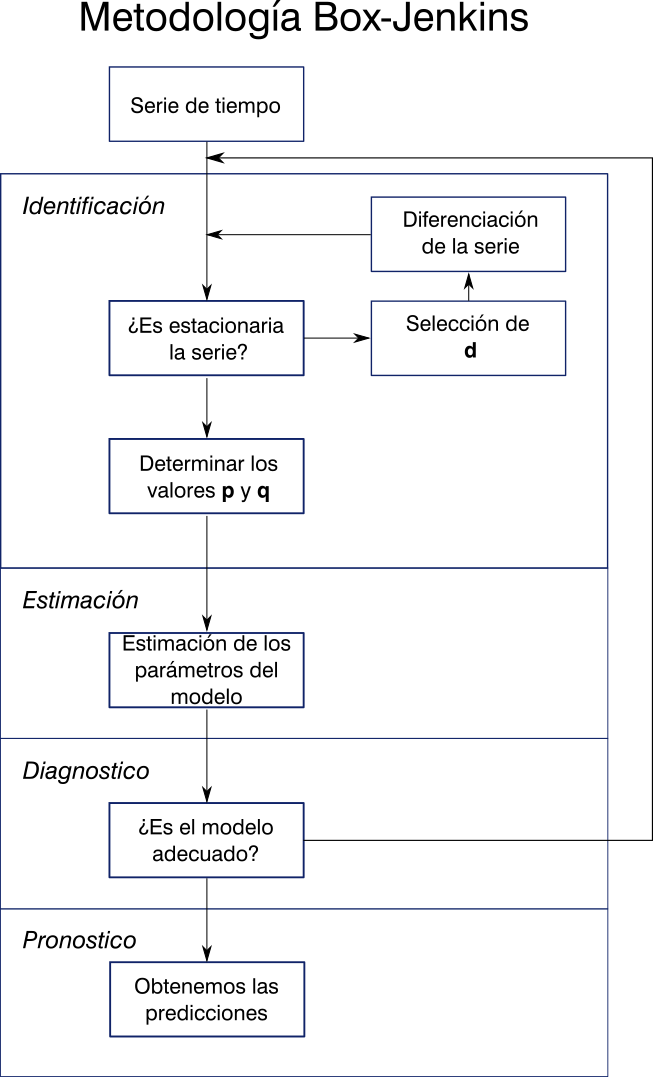 Metodología Box-Jenkins
Serie de tiempo
Identificación
Diferenciación
de la serie
¿Es estacionaria
la serie?
Selección de
d
Determinar los
valores p y q
Estimación
Estimación de los
parámetros del
modelo
Diagnostico
¿Es el modelo
adecuado?
Pronostico
Obtenemos las
predicciones